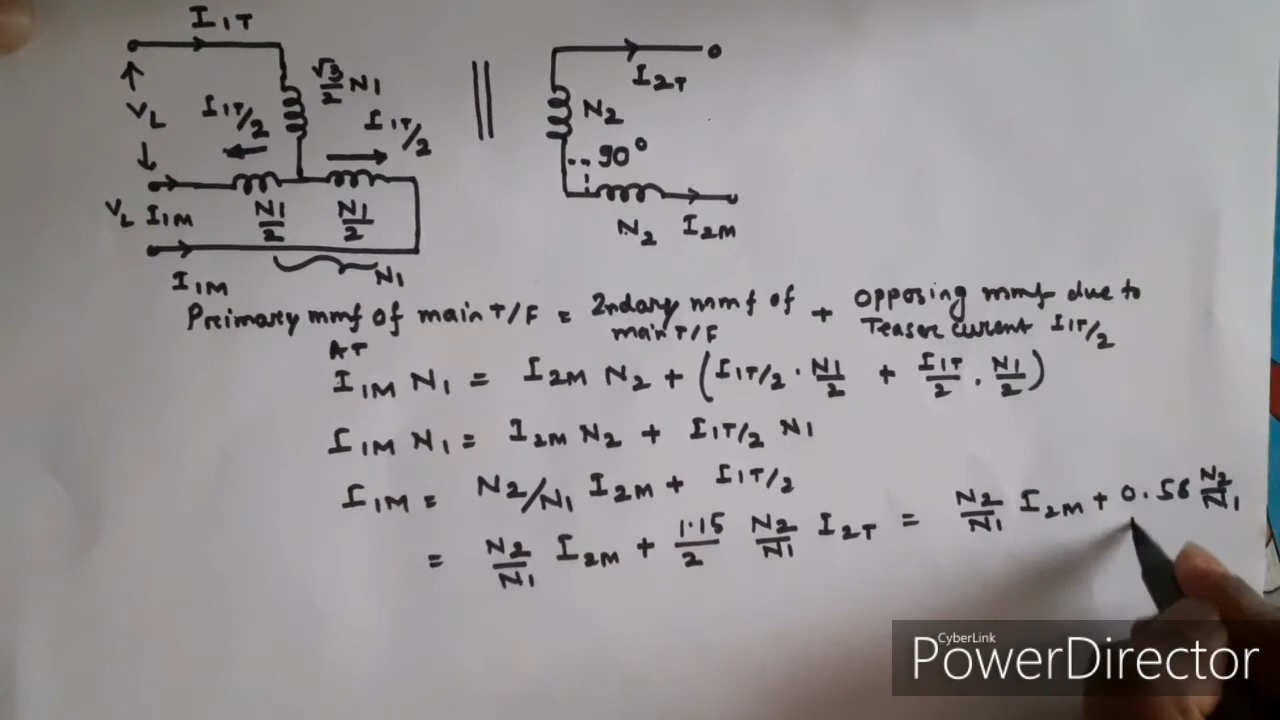 I1T
√3/2 N1
VL
I1T/2
I1T/2
I2T
N2
90°
VL I1M
N1/2
N1/2
N2
I2M
I1M
N1
Primary mmf of main T/F = 2ndary mmf of main T/F + opposing mmf due to Teaser current I1T/2
AT
I1M N1 = I2M N2 + (I1T/2 . N1/2 + I1T/2 . N1/2)
I1M N1 = I2M N2 + I1T/2 N1
I1M = N2/N1 I2M + I1T/2
= N2/N1 I2M + 1.15/2 N2/N1 I2T = N2/N1 I2M + 0.58 N2/N1
CyberLink
PowerDirector